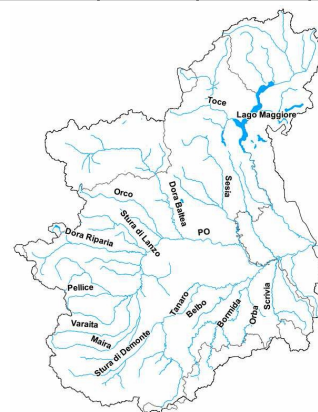 Toce
Lago Maggiore
Sesia
Orco
Dora Baltea
Stura di Lanzo
PO
Dora Riparia
Pellice
Tanaro
Belbo
Bormida
Orba
Scrivia
Varaita
Maira
Stura di Demonte